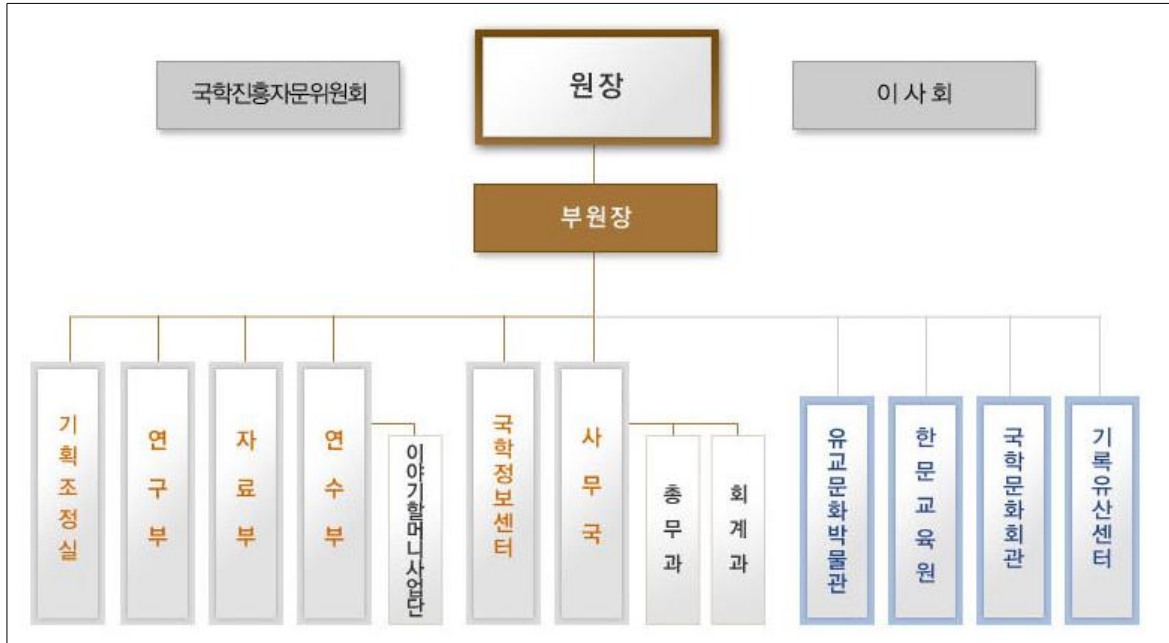 국학진흥자문위원회
원장
이사회
부원장
기획조정실
연구부
자료부
연수부
이야기할머니사업단
국학정보센터
사무국
총무과
회계과
유교문화박물관
한문교육원
국학문화회관
기록유산센터